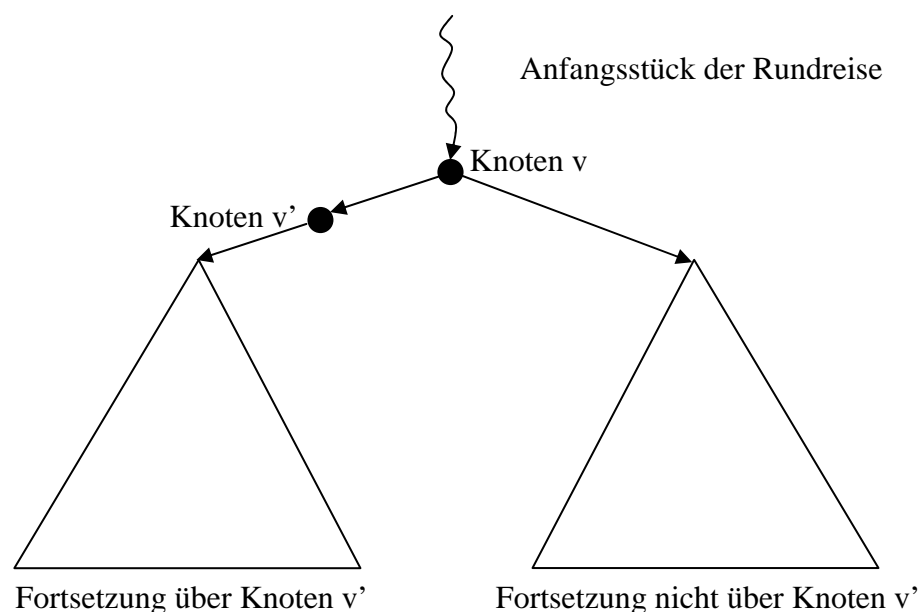 Anfangsstück der Rundreise
Knoten v
Knoten v’
Fortsetzung über Knoten v’
Fortsetzung nicht über Knoten v’